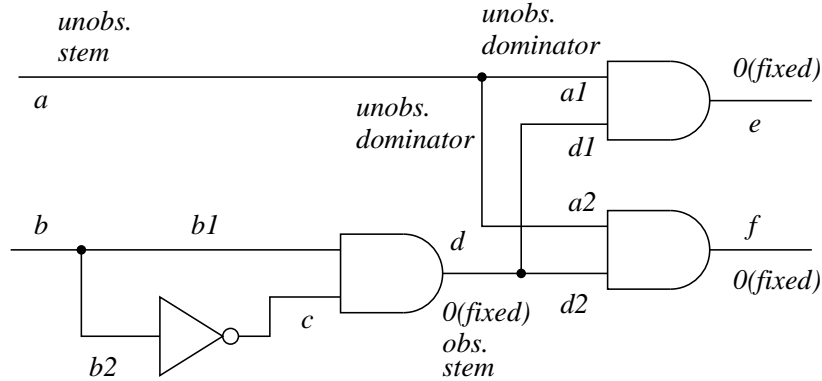 unobs.
stem
unobs.
dominator
0(fixed)
a
a1
unobs.
dominator
e
d1
a2
b
b1
d
f
0(fixed)
c
0(fixed)
d2
obs.
b2
stem